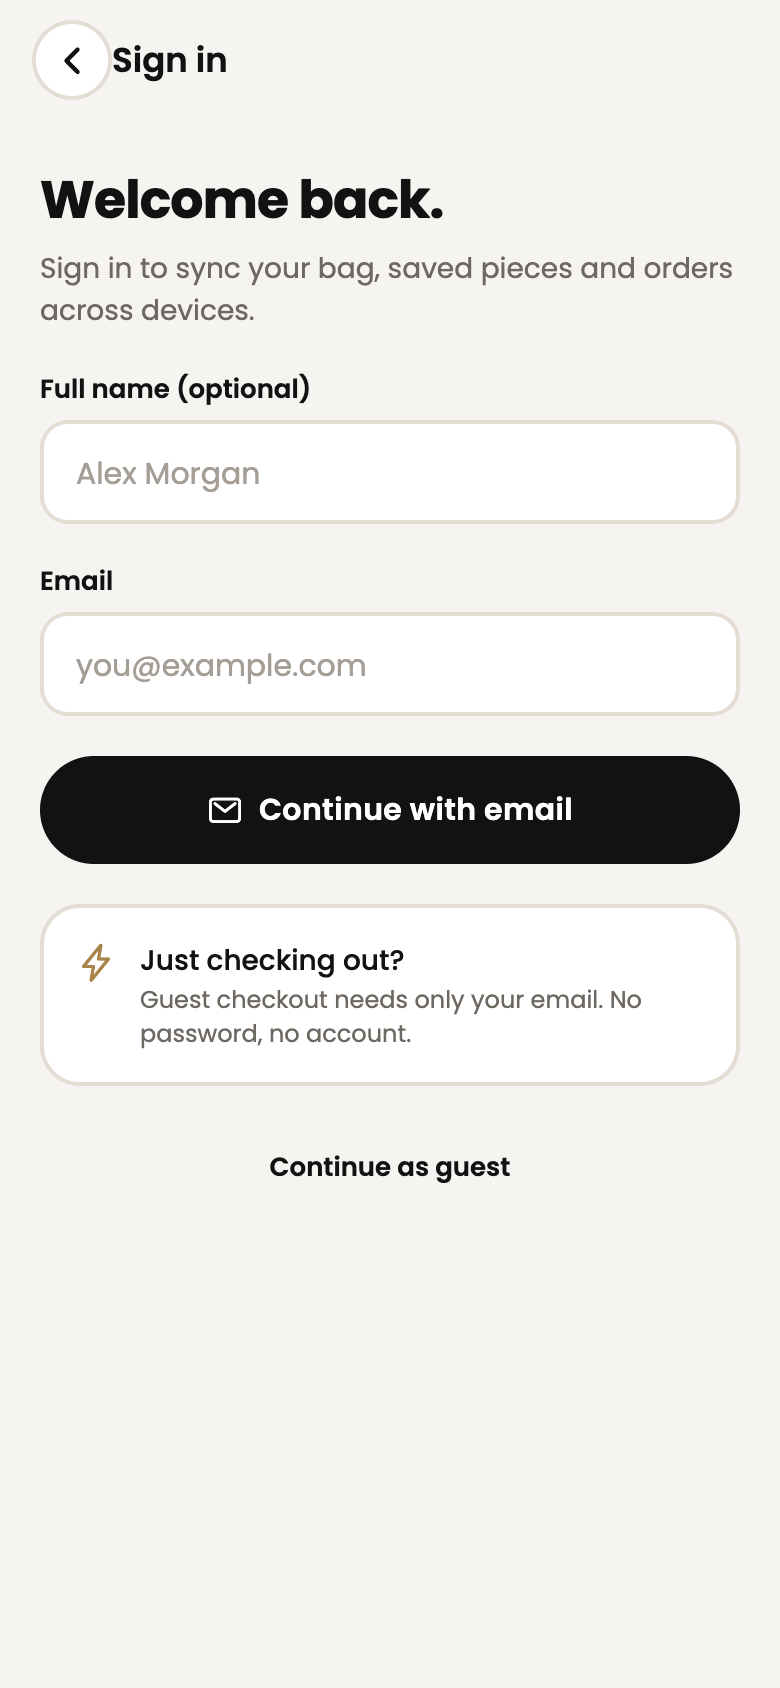 Sign in
Welcome back.
Sign in to sync your bag, saved pieces and orders
across devices.
Full name (optional)
Alex Morgan
Email
you@example.com
Continue with email
Just checking out?
Guest checkout needs only your email. No
password, no account.
Continue as guest